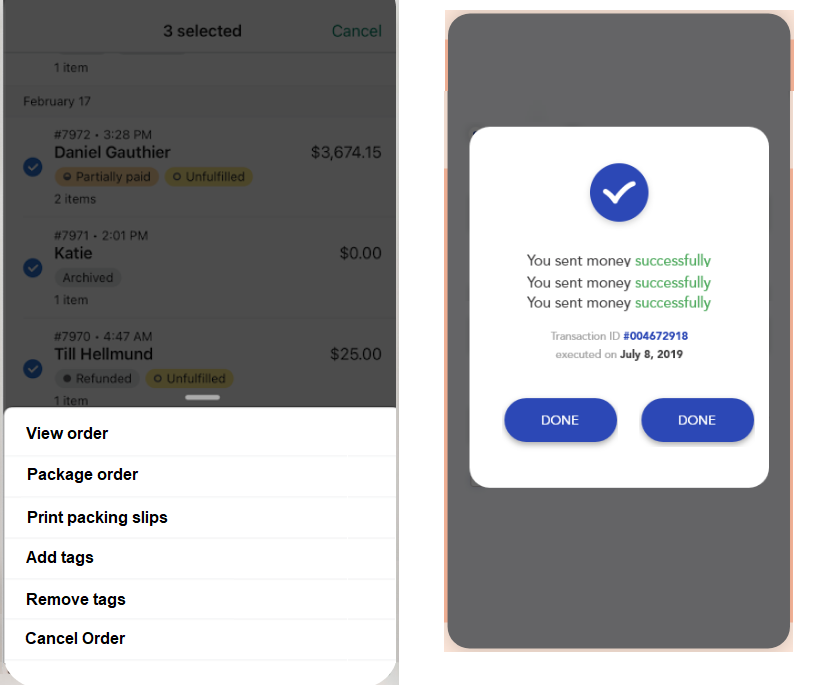 3 selected Cancel
1 item
February 17
#7972 • 3:28 PM
Daniel Gauthier $3,674.15
Partially paid Unfulfilled
2 items
#7971 • 2:01 PM
Katie $0.00
Archived
1 item
#7970 • 4:47 AM
Till Hellmund $25.00
Refunded Unfulfilled
1 item
View order
Package order
Print packing slips
Add tags
Remove tags
Cancel Order
You sent money successfully
You sent money successfully
You sent money successfully
Transaction ID #004672918
executed on July 8, 2019
DONE DONE